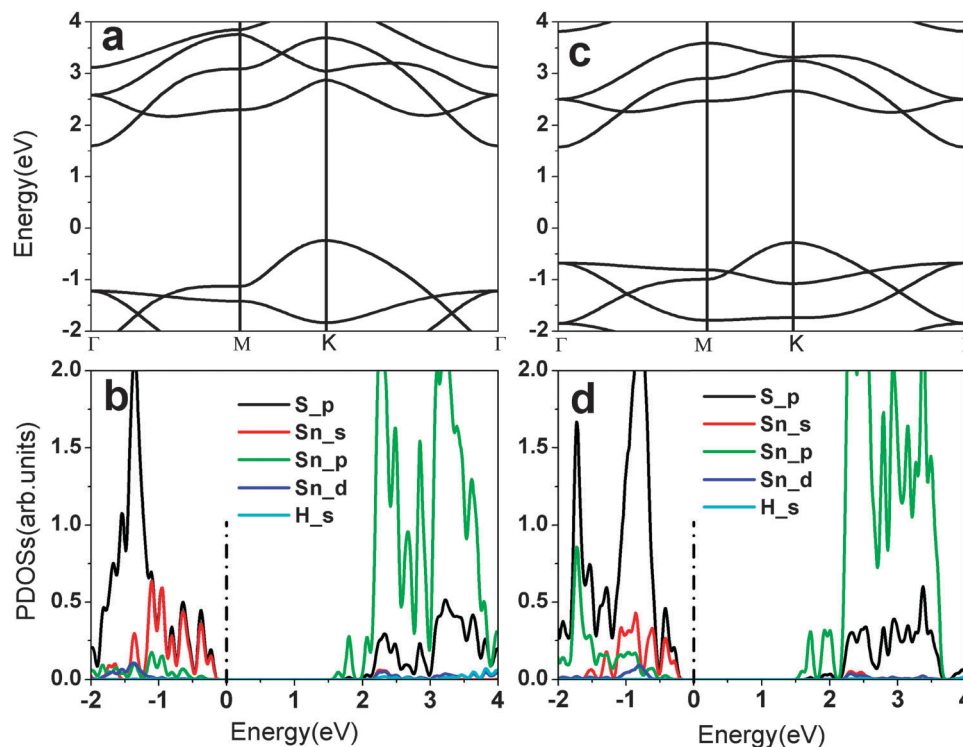 a
c
4
3
2
1
0
-1
-2
Energy(eV)
Γ
M
K
Γ
4
3
2
1
0
-1
-2
Energy(eV)
Γ
M
K
b
S_p
Sn_s
Sn_p
Sn_d
H_s
2.0
1.5
1.0
0.5
0.0
PDOSs(arb.units)
-2 -1 0 1 2 3 4
Energy(eV)
d
S_p
Sn_s
Sn_p
Sn_d
H_s
2.0
1.5
1.0
0.5
0.0
-2 -1 0 1 2 3 4
Energy(eV)